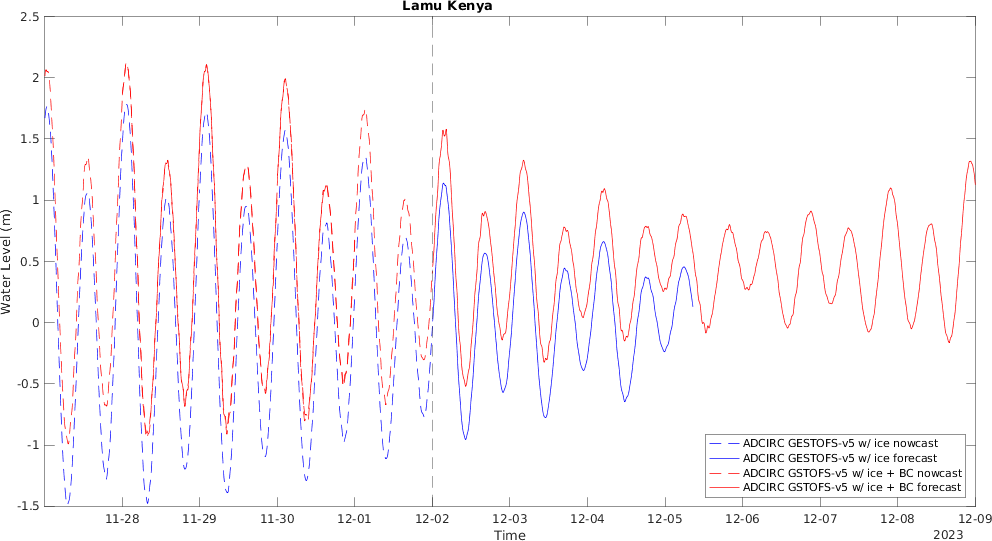 Lamu Kenya
2.5
2
1.5
1
0.5
0
-0.5
-1
-1.5
Water Level (m)
11-28 11-29 11-30 12-01 12-02 12-03 12-04 12-05 12-06 12-07 12-08 12-09
Time
2023
ADCIRC GESTOFS-v5 w/ ice nowcast
ADCIRC GESTOFS-v5 w/ ice forecast
ADCIRC GSTOFS-v5 w/ ice + BC nowcast
ADCIRC GSTOFS-v5 w/ ice + BC forecast